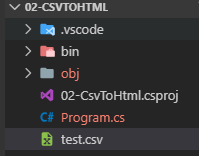 02-CSVTOHTML
.vscode
bin
obj
02-CsvToHtml.csproj
C# Program.cs
test.csv